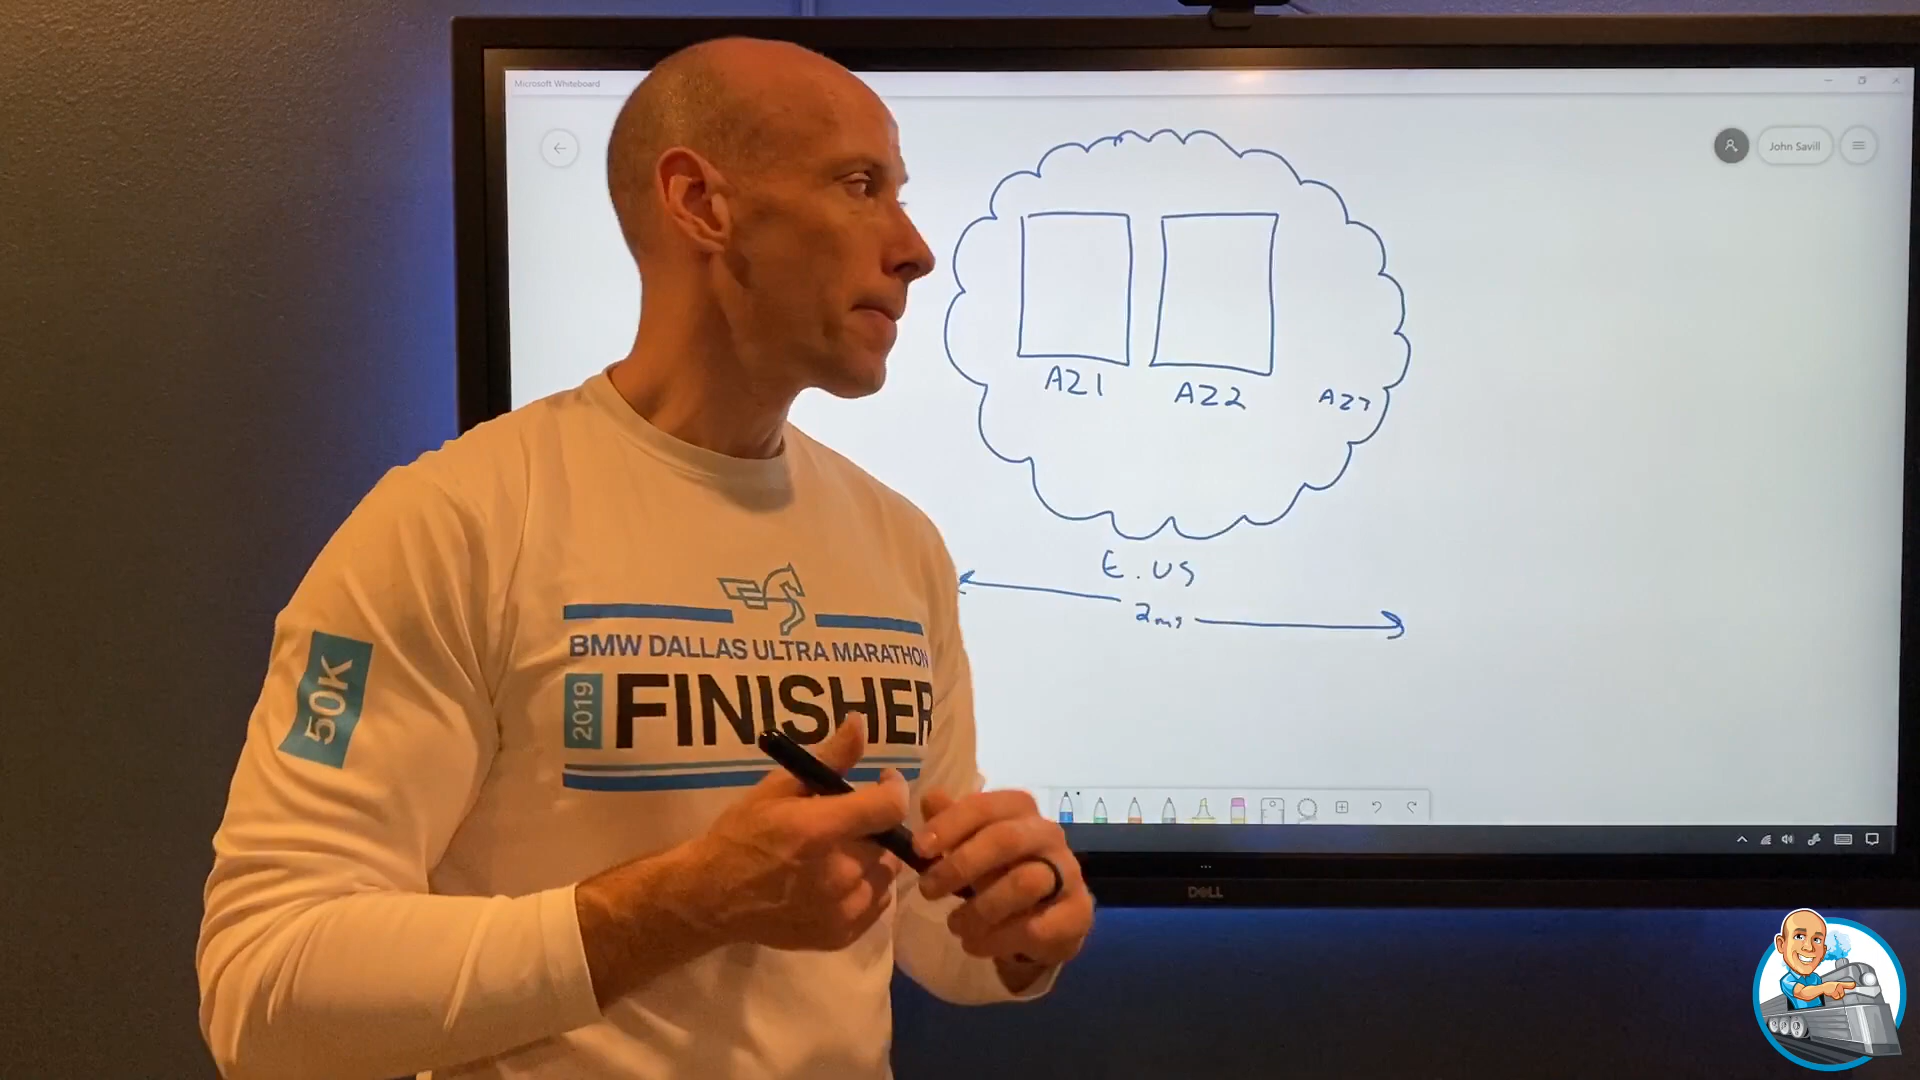 Microsoft Whiteboard
John Savill
AZ1
AZ2
AZ3
E.US
2ms
50K
BMW DALLAS ULTRA MARATHON
2019
FINISHER
DELL